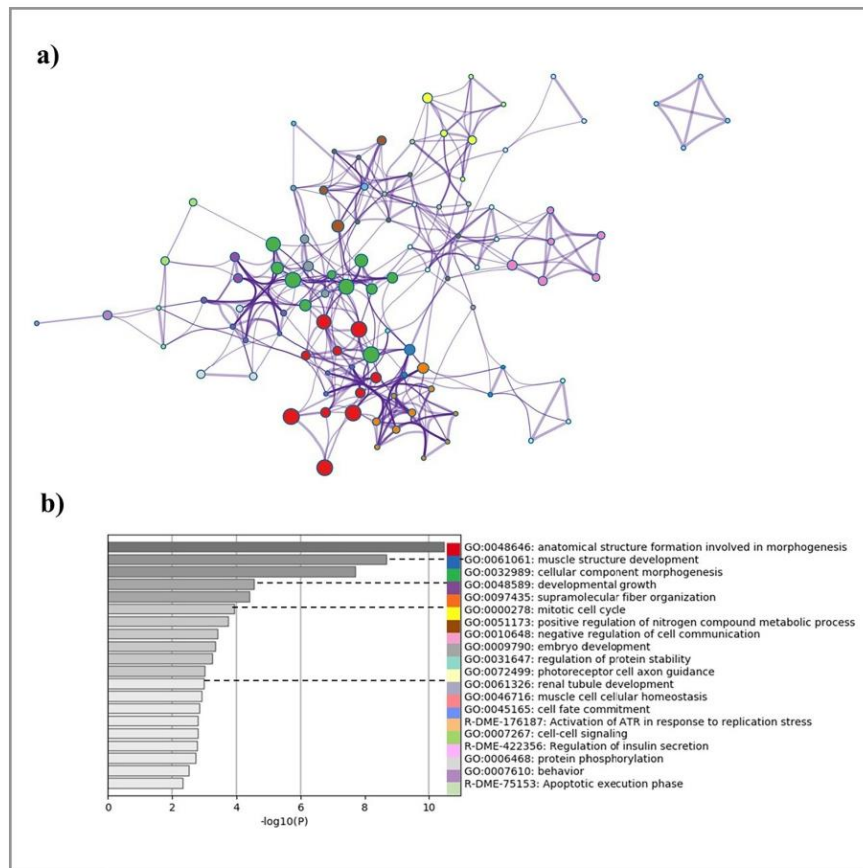 a)
b)
GO:0048646: anatomical structure formation involved in morphogenesis
GO:0061061: muscle structure development
GO:0032989: cellular component morphogenesis
GO:0048589: developmental growth
GO:0097435: supramolecular fiber organization
GO:0000278: mitotic cell cycle
GO:0051173: positive regulation of nitrogen compound metabolic process
GO:0010648: negative regulation of cell communication
GO:0009790: embryo development
GO:0031647: regulation of protein stability
GO:0072499: photoreceptor cell axon guidance
GO:0061326: renal tubule development
GO:0046716: muscle cell cellular homeostasis
GO:0045165: cell fate commitment
R-DME-176187: Activation of ATR in response to replication stress
GO:0007267: cell-cell signaling
R-DME-422356: Regulation of insulin secretion
GO:0006468: protein phosphorylation
GO:0007610: behavior
R-DME-75153: Apoptotic execution phase
0 2 4 6 8 10
-log10(P)